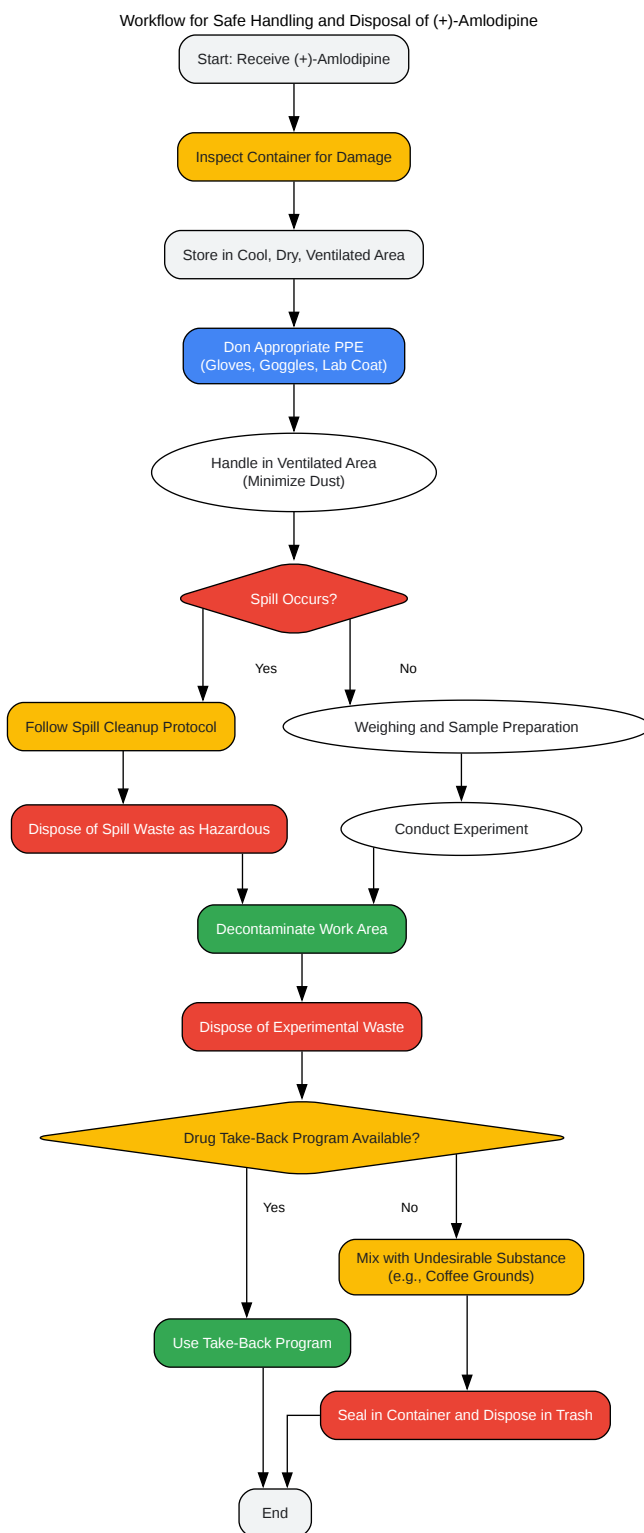 Workflow for Safe Handling and Disposal of (+)-Amlodipine
Start: Receive (+)-Amlodipine
Inspect Container for Damage
Store in Cool, Dry, Ventilated Area
Don Appropriate PPE
(Gloves, Goggles, Lab Coat)
Handle in Ventilated Area
(Minimize Dust)
Spill Occurs?
Yes
No
Follow Spill Cleanup Protocol
Weighing and Sample Preparation
Dispose of Spill Waste as Hazardous
Conduct Experiment
Decontaminate Work Area
Dispose of Experimental Waste
Drug Take-Back Program Available?
Yes
No
Mix with Undesirable Substance
(e.g., Coffee Grounds)
Use Take-Back Program
Seal in Container and Dispose in Trash
End